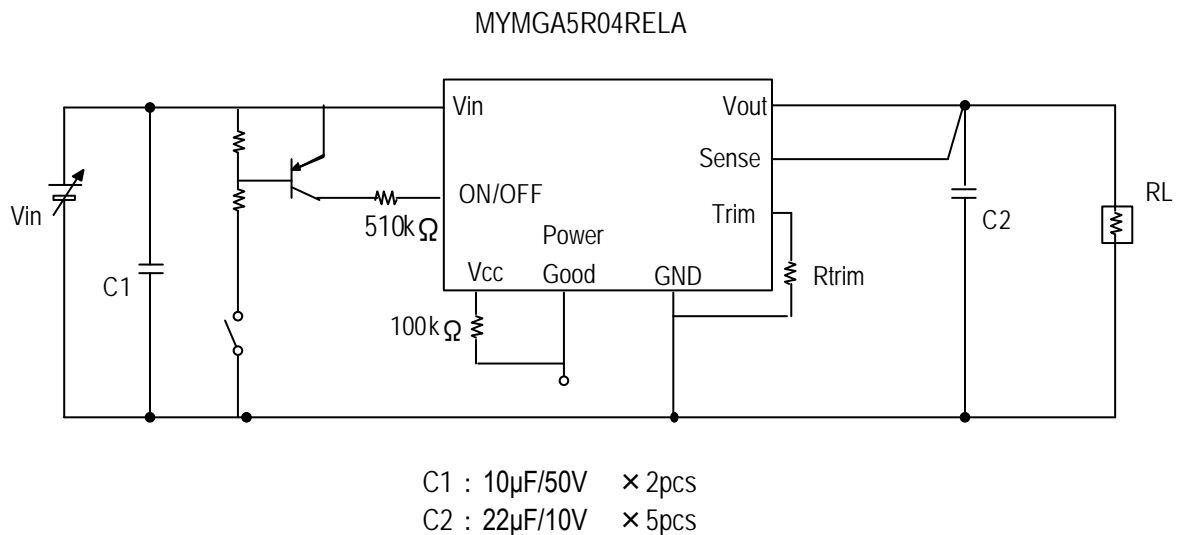 MYMGA5R04RELA
Vin
Vout
Sense
ON/OFF
Trim
RL
Vin
510kΩ
C2
Power
Good
Vcc
GND
Rtrim
C1
100kΩ
C1 : 10µF/50V × 2pcs
C2 : 22µF/10V × 5pcs